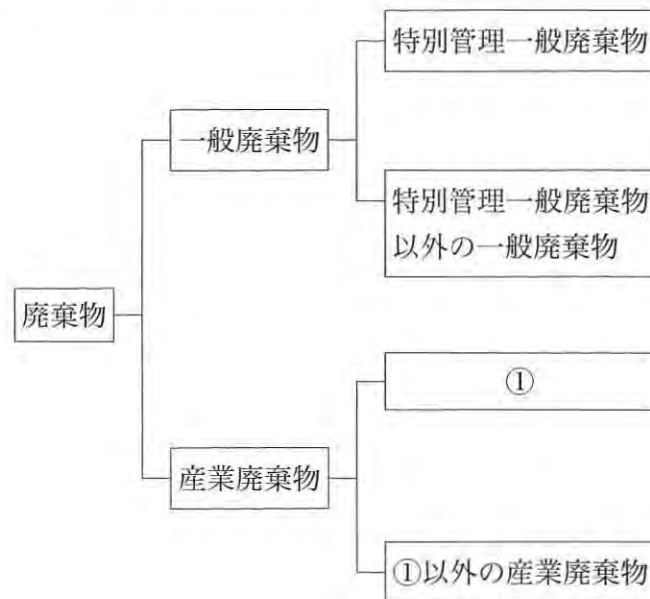 特別管理一般廃棄物
一般廃棄物
特別管理一般廃棄物
以外の一般廃棄物
廃棄物
①
産業廃棄物
①以外の産業廃棄物